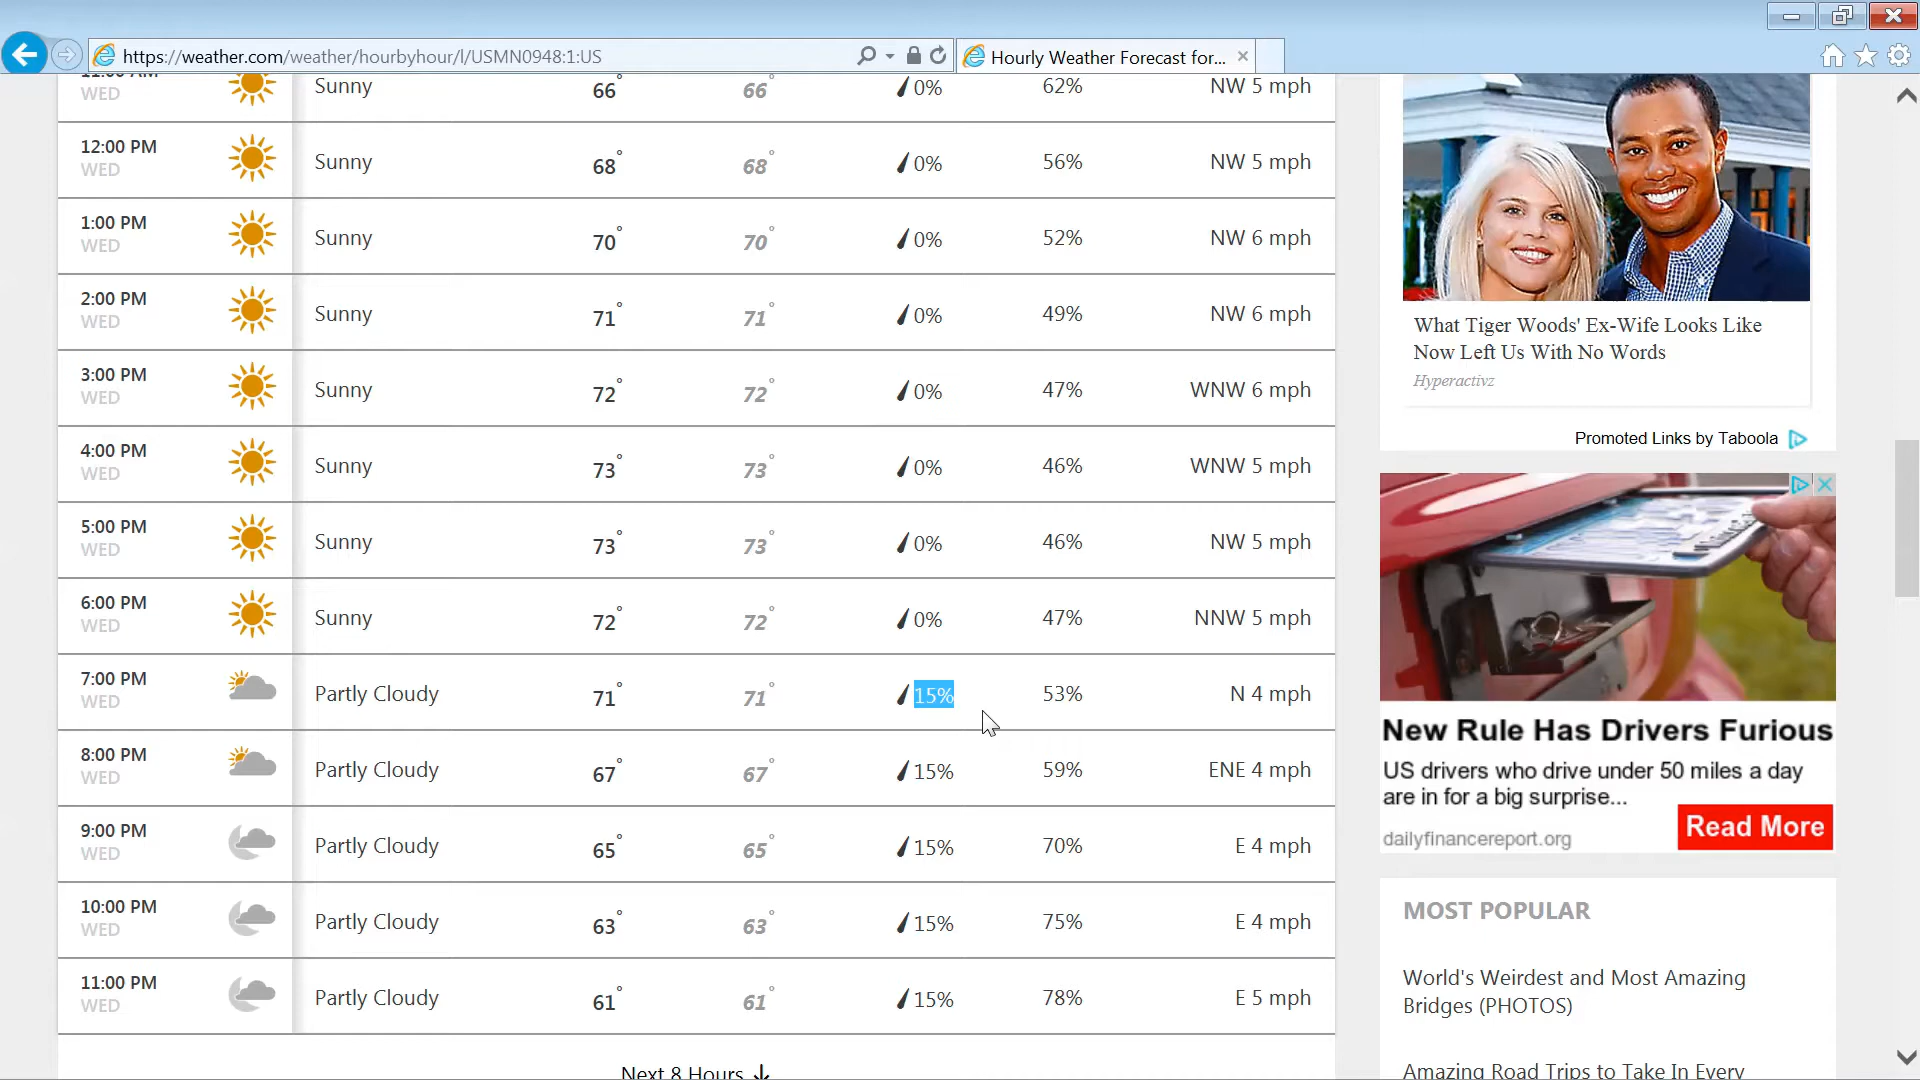 https://weather.com/weather/hourbyhour/l/USMN0948:1:US
Hourly Weather Forecast for...
11:00 AM
WED
Sunny 66° 66° 0% 62% NW 5 mph
12:00 PM
WED
Sunny 68° 68° 0% 56% NW 5 mph
1:00 PM
WED
Sunny 70° 70° 0% 52% NW 6 mph
2:00 PM
WED
Sunny 71° 71° 0% 49% NW 6 mph
3:00 PM
WED
Sunny 72° 72° 0% 47% WNW 6 mph
4:00 PM
WED
Sunny 73° 73° 0% 46% WNW 5 mph
5:00 PM
WED
Sunny 73° 73° 0% 46% NW 5 mph
6:00 PM
WED
Sunny 72° 72° 0% 47% NNW 5 mph
7:00 PM
WED
Partly Cloudy 71° 71° 15% 53% N 4 mph
8:00 PM
WED
Partly Cloudy 67° 67° 15% 59% ENE 4 mph
9:00 PM
WED
Partly Cloudy 65° 65° 15% 70% E 4 mph
10:00 PM
WED
Partly Cloudy 63° 63° 15% 75% E 4 mph
11:00 PM
WED
Partly Cloudy 61° 61° 15% 78% E 5 mph
Next 8 Hours
What Tiger Woods' Ex-Wife Looks Like
Now Left Us With No Words
Hyperactivz
Promoted Links by Taboola
New Rule Has Drivers Furious
US drivers who drive under 50 miles a day
are in for a big surprise...
dailyfinancereport.org
Read More
MOST POPULAR
World's Weirdest and Most Amazing
Bridges (PHOTOS)
Amazing Road Trips to Take In Every